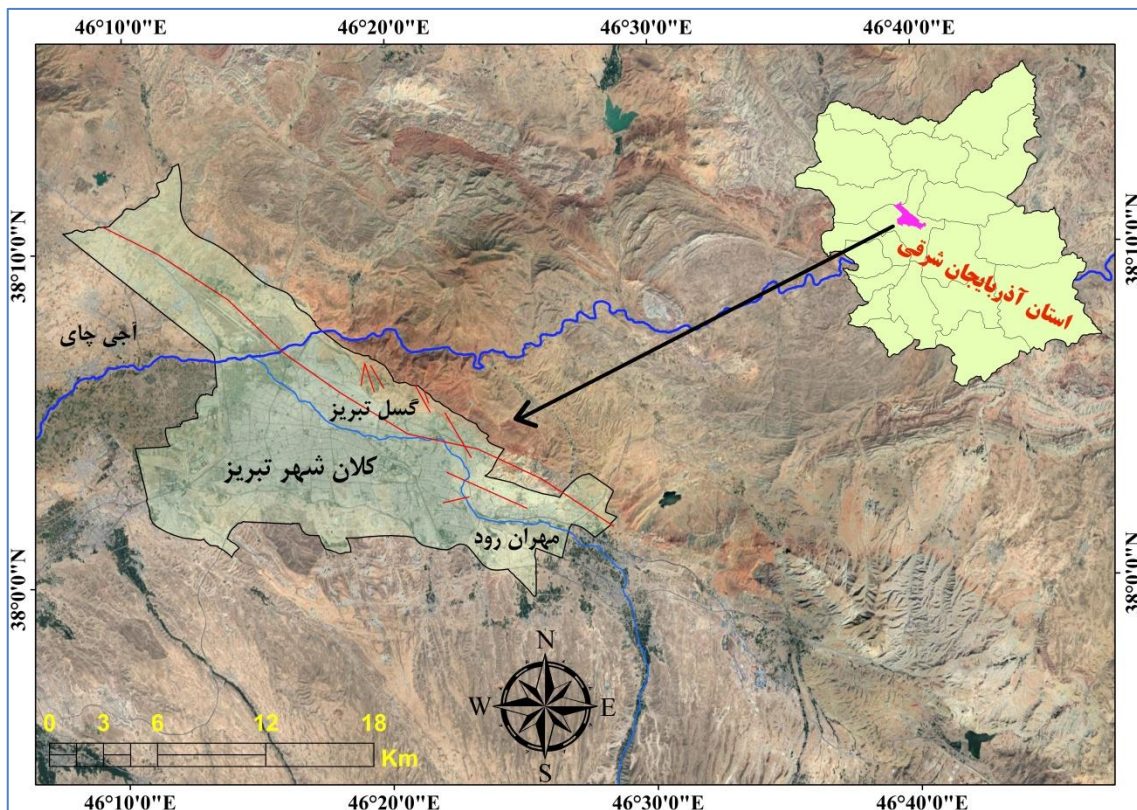 46°10'0"E 46°20'0"E 46°30'0"E 46°40'0"E
38°10'0"N 38°10'0"N
استان آذربایجان شرقی
آجی چای
گسل تبریز
کلان شهر تبریز
مهران رود
38°0'0"N 38°0'0"N
N
W E
S
0 3 6 12 18
Km
46°10'0"E 46°20'0"E 46°30'0"E 46°40'0"E